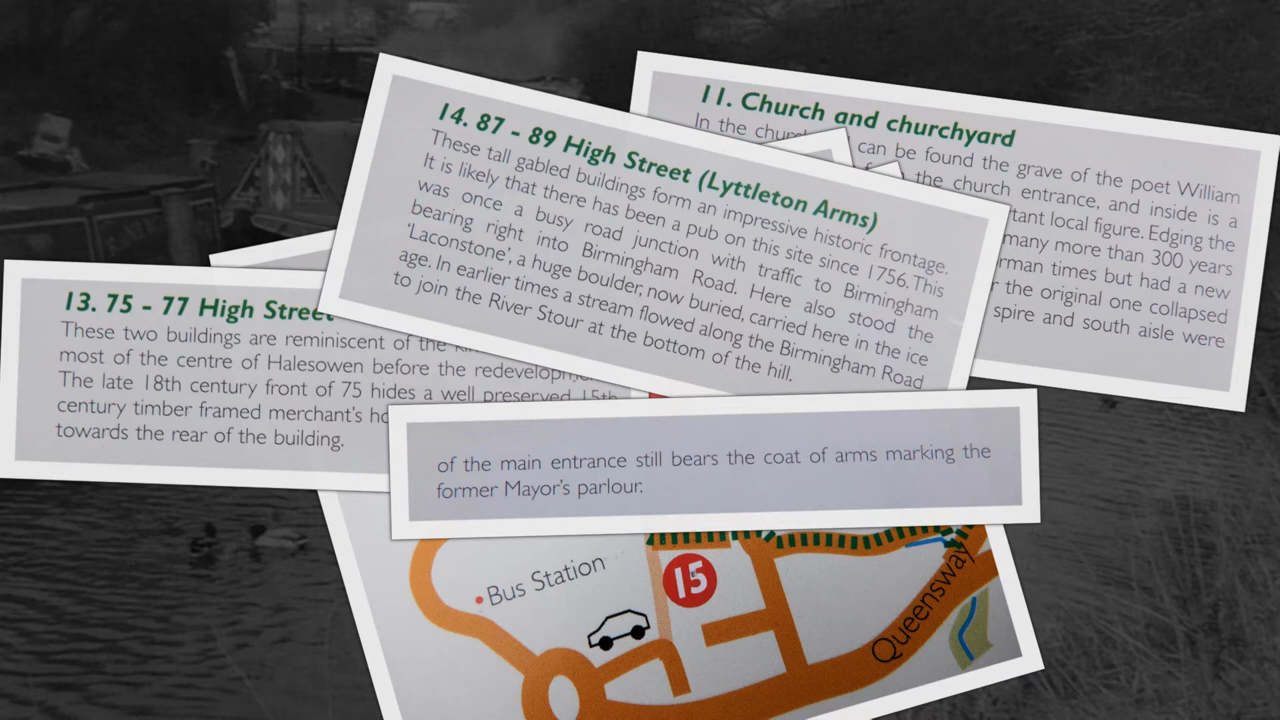 11. Church and churchyard
In the
can be found the grave of the poet William
the church entrance, and inside is a
local figure. Edging the
many more than 300 years
times but had a new
the original one collapsed
spire and south aisle were
14. 87 - 89 High Street (Lyttleton Arms)
These tall gabled buildings form an impressive historic frontage.
It is likely that there has been a pub on this site since 1756. This
was once a busy road junction with traffic to Birmingham
bearing right into Birmingham Road. Here also stood the
‘Laconstone’, a huge boulder, now buried, carried here in the ice
age. In earlier times a stream flowed along the Birmingham Road
to join the River Stour at the bottom of the hill.
13. 75 - 77 High Street
These two buildings are reminiscent of the
most of the centre of Halesowen before the
The late 18th century front of 75 hides a well preserved 15th
century timber framed merchant's
towards the rear of the building.
of the main entrance still bears the coat of arms marking the
former Mayor's parlour.
Bus Station
15
Queensway